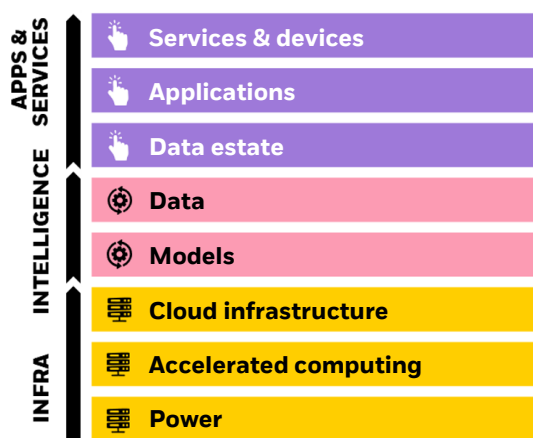 APPS &
SERVICES
Services & devices
Applications
Data estate
INTELLIGENCE
Data
Models
INFRA
Cloud infrastructure
Accelerated computing
Power